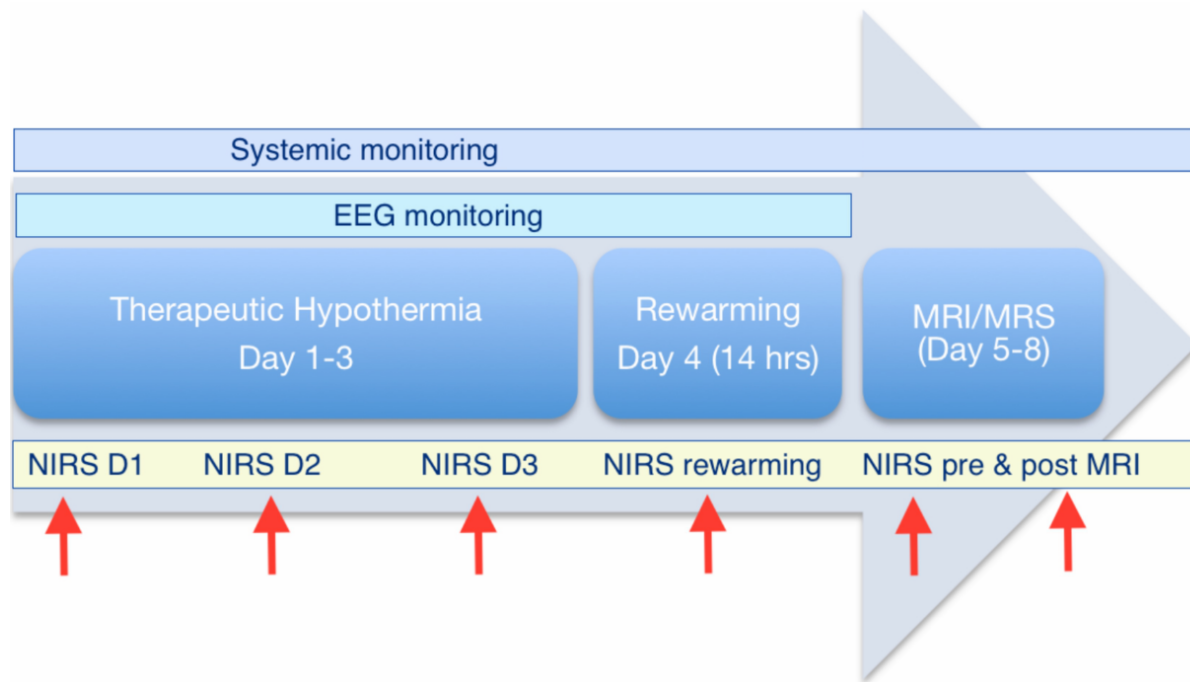 Systemic monitoring
EEG monitoring
Therapeutic Hypothermia
Day 1-3
Rewarming
Day 4 (14 hrs)
MRI/MRS
(Day 5-8)
NIRS D1
NIRS D2
NIRS D3
NIRS rewarming
NIRS pre & post MRI